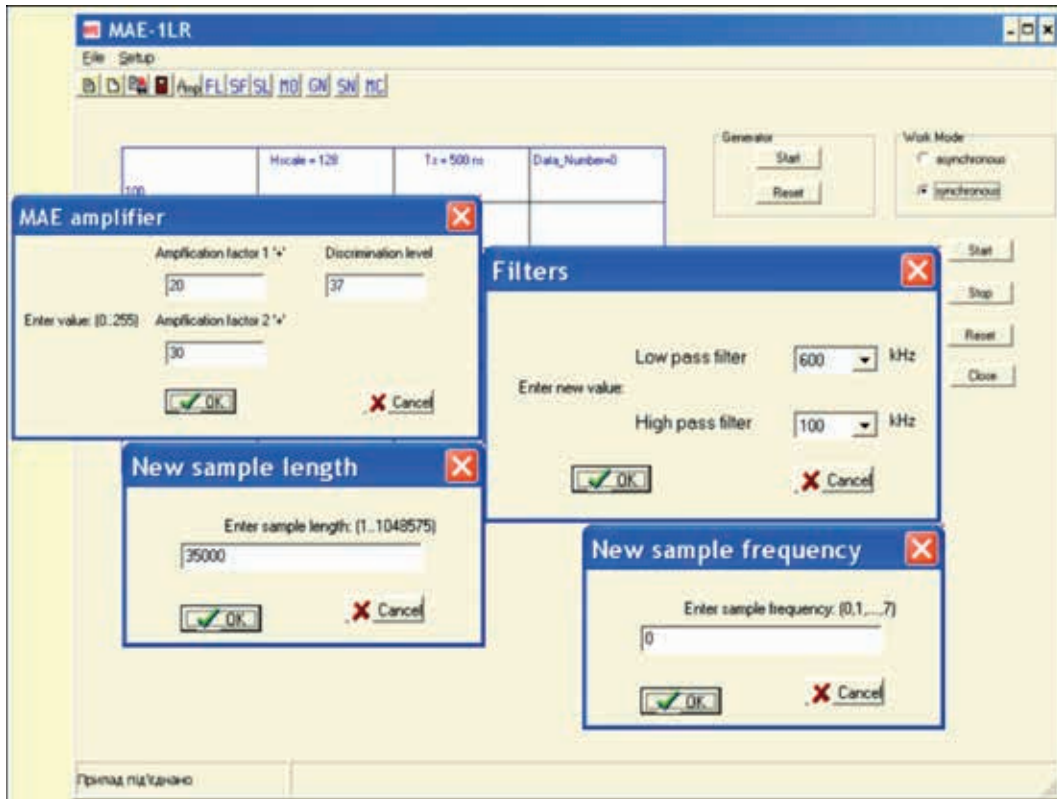 MAE-1LR
File Setup
Amp FL SF SL MO GN SN MC
Hscale = 128 Ts = 500 ns Data_Number=0
100
Generator
Start
Reset
Work Mode
asynchronous
synchronous
Start
Stop
Reset
Close
MAE amplifier
Amplfication factor 1 '+' Discrimination level
20 37
Enter value: (0..255) Amplfication factor 2 '+'
30
OK Cancel
Filters
Low pass filter 600 kHz
Enter new value:
High pass filter 100 kHz
OK Cancel
New sample length
Enter sample length: (1..1048575)
35000
OK Cancel
New sample frequency
Enter sample frequency: (0,1,...,7)
0
OK Cancel
Прилад під'єднано